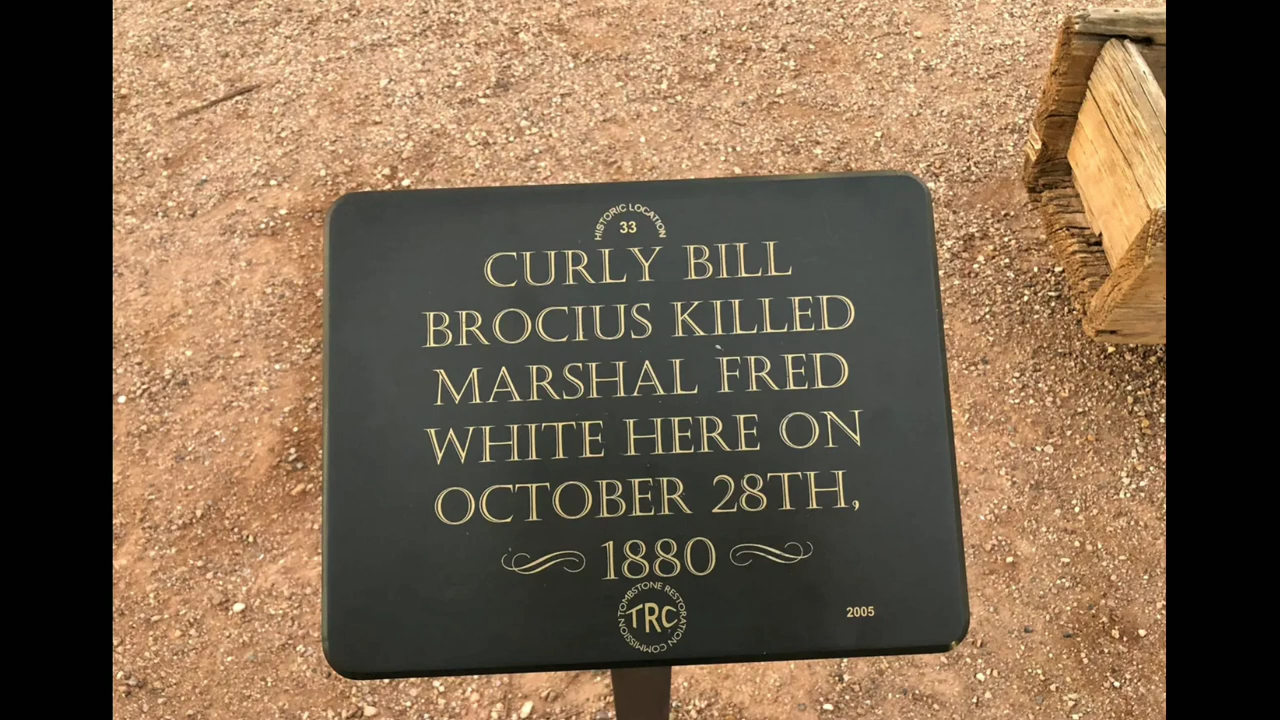 HISTORIC LOCATION
33
CURLY BILL
BROCIUS KILLED
MARSHAL FRED
WHITE HERE ON
OCTOBER 28TH,
1880
TOMBSTONE RESTORATION COMMISSION
TRC
2005